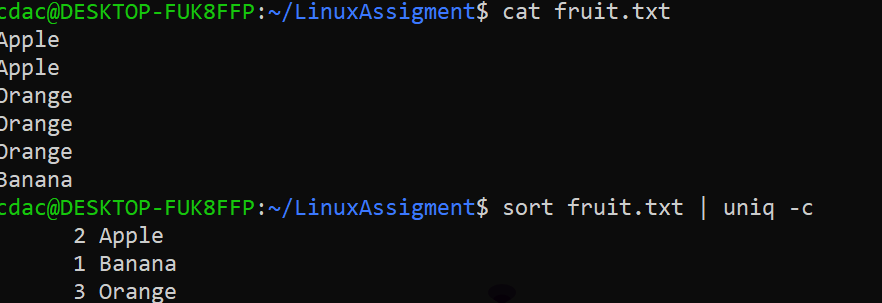 cdac@DESKTOP-FUK8FFP:~/LinuxAssigment$ cat fruit.txt
Apple
Apple
Orange
Orange
Orange
Banana
cdac@DESKTOP-FUK8FFP:~/LinuxAssigment$ sort fruit.txt | uniq -c
2 Apple
1 Banana
3 Orange